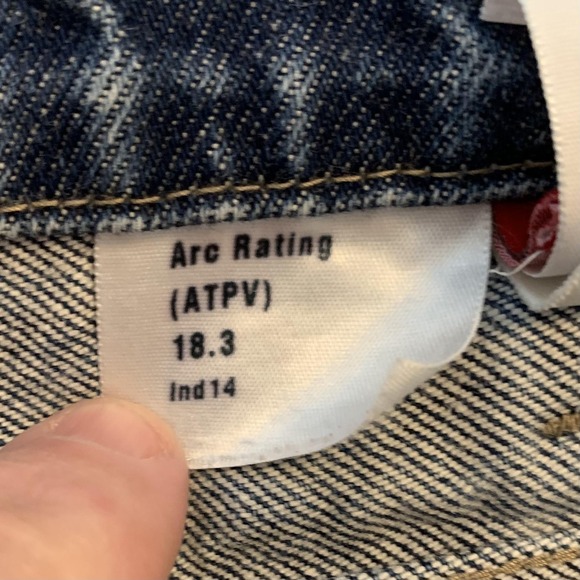 Arc Rating
(ATPV)
18.3
Ind14